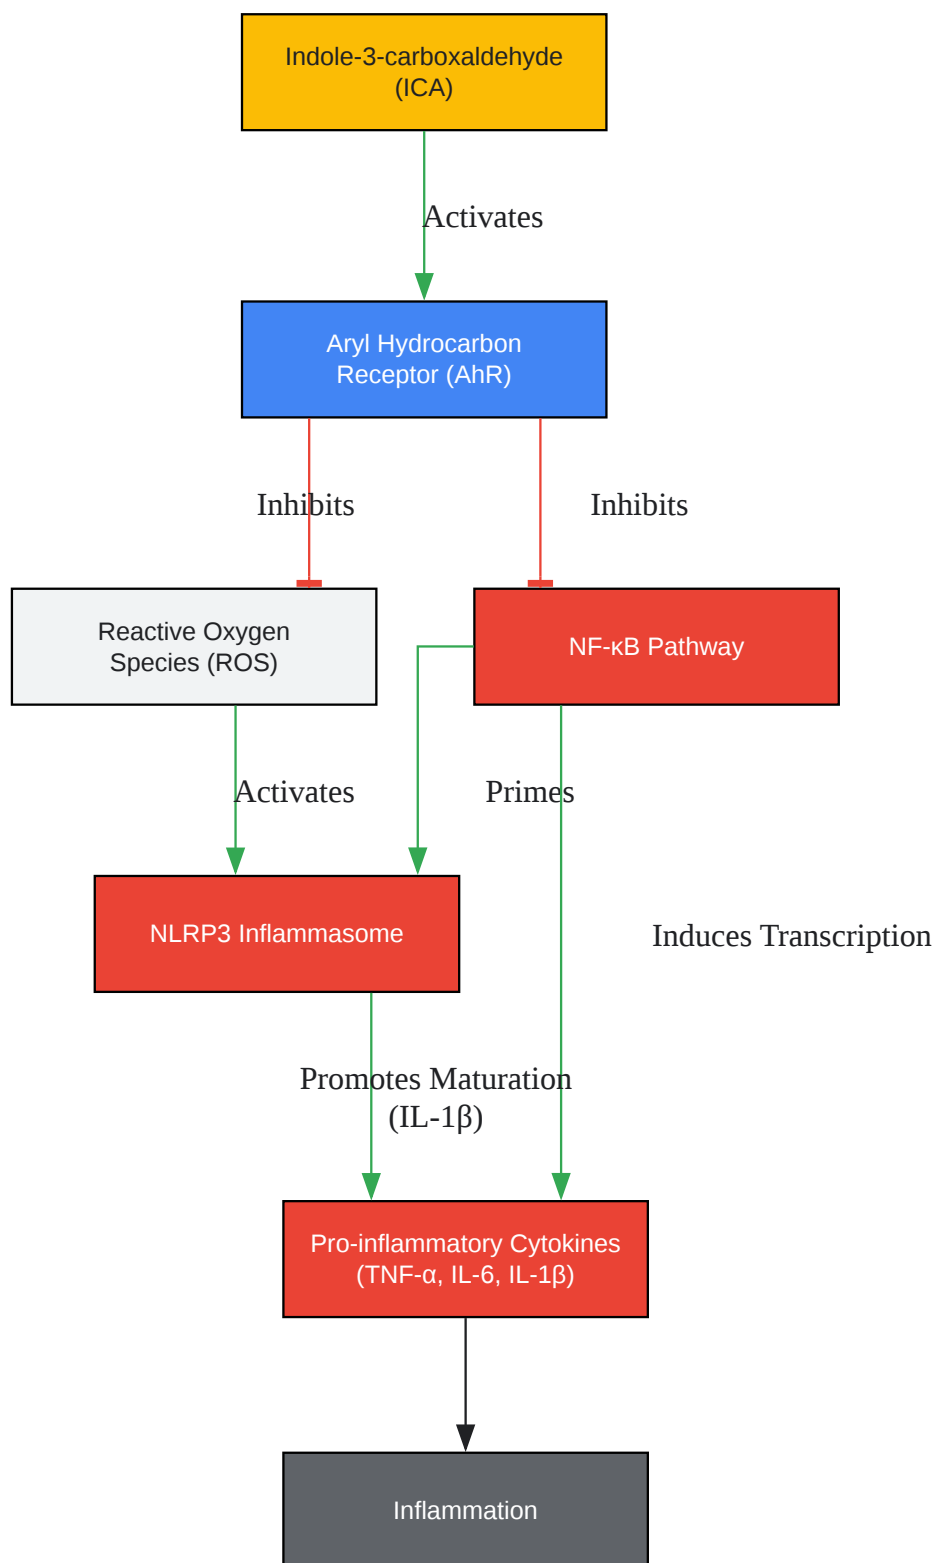 Indole-3-carboxaldehyde
(ICA)
Activates
Aryl Hydrocarbon
Receptor (AhR)
Inhibits
Inhibits
Reactive Oxygen
Species (ROS)
NF-κB Pathway
Activates
Primes
NLRP3 Inflammasome
Induces Transcription
Promotes Maturation
(IL-1β)
Pro-inflammatory Cytokines
(TNF-α, IL-6, IL-1β)
Inflammation